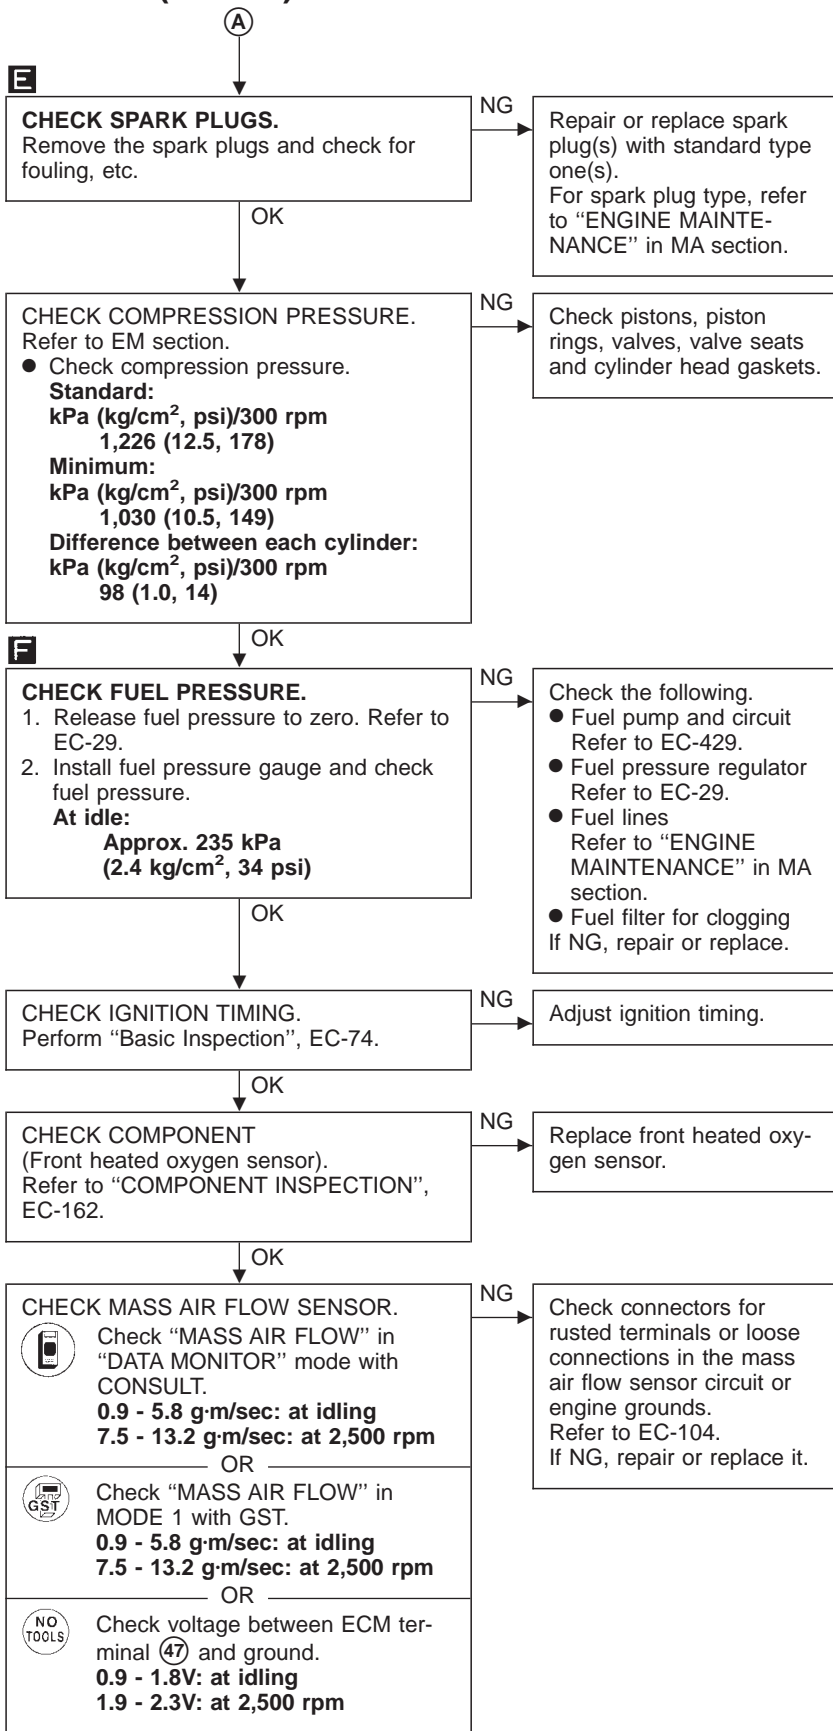 A
E
CHECK SPARK PLUGS.
Remove the spark plugs and check for
fouling, etc.
NG
Repair or replace spark
plug(s) with standard type
one(s).
For spark plug type, refer
to ‘‘ENGINE MAINTE-
NANCE’’ in MA section.
OK
CHECK COMPRESSION PRESSURE.
Refer to EM section.
● Check compression pressure.
Standard:
kPa (kg/cm², psi)/300 rpm
1,226 (12.5, 178)
Minimum:
kPa (kg/cm², psi)/300 rpm
1,030 (10.5, 149)
Difference between each cylinder:
kPa (kg/cm², psi)/300 rpm
98 (1.0, 14)
NG
Check pistons, piston
rings, valves, valve seats
and cylinder head gaskets.
OK
F
CHECK FUEL PRESSURE.
1. Release fuel pressure to zero. Refer to
EC-29.
2. Install fuel pressure gauge and check
fuel pressure.
At idle:
Approx. 235 kPa
(2.4 kg/cm², 34 psi)
NG
Check the following.
● Fuel pump and circuit
Refer to EC-429.
● Fuel pressure regulator
Refer to EC-29.
● Fuel lines
Refer to ‘‘ENGINE
MAINTENANCE’’ in MA
section.
● Fuel filter for clogging
If NG, repair or replace.
OK
CHECK IGNITION TIMING.
Perform ‘‘Basic Inspection’’, EC-74.
NG
Adjust ignition timing.
OK
CHECK COMPONENT
(Front heated oxygen sensor).
Refer to ‘‘COMPONENT INSPECTION’’,
EC-162.
NG
Replace front heated oxy-
gen sensor.
OK
CHECK MASS AIR FLOW SENSOR.
Check ‘‘MASS AIR FLOW’’ in
‘‘DATA MONITOR’’ mode with
CONSULT.
0.9 - 5.8 g·m/sec: at idling
7.5 - 13.2 g·m/sec: at 2,500 rpm
OR
GST
Check ‘‘MASS AIR FLOW’’ in
MODE 1 with GST.
0.9 - 5.8 g·m/sec: at idling
7.5 - 13.2 g·m/sec: at 2,500 rpm
OR
NO
TOOLS
Check voltage between ECM ter-
minal 47 and ground.
0.9 - 1.8V: at idling
1.9 - 2.3V: at 2,500 rpm
NG
Check connectors for
rusted terminals or loose
connections in the mass
air flow sensor circuit or
engine grounds.
Refer to EC-104.
If NG, repair or replace it.